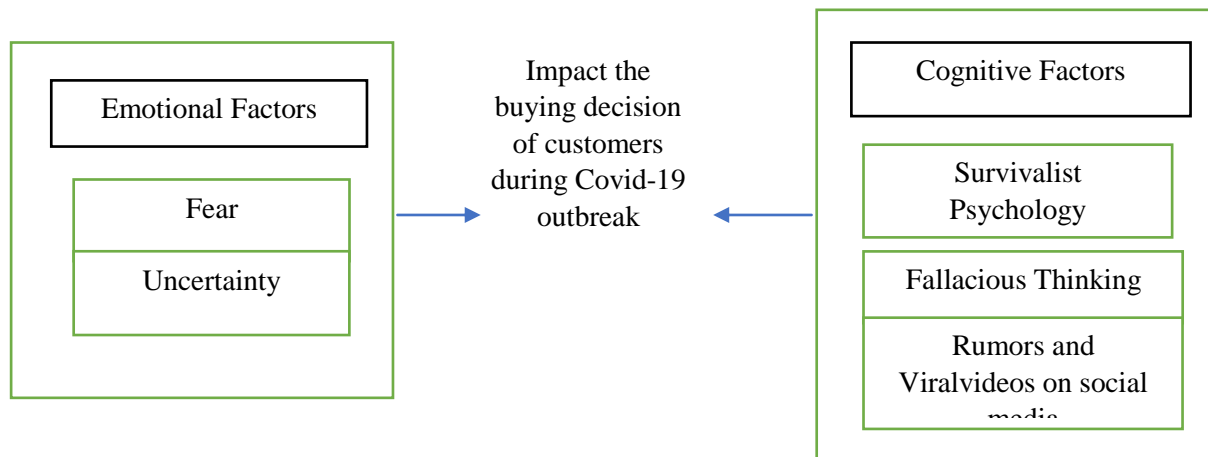 Emotional Factors
Fear
Uncertainty
Impact the
buying decision
of customers
during Covid-19
outbreak
Cognitive Factors
Survivalist
Psychology
Fallacious Thinking
Rumors and
Viralvideos on social
media